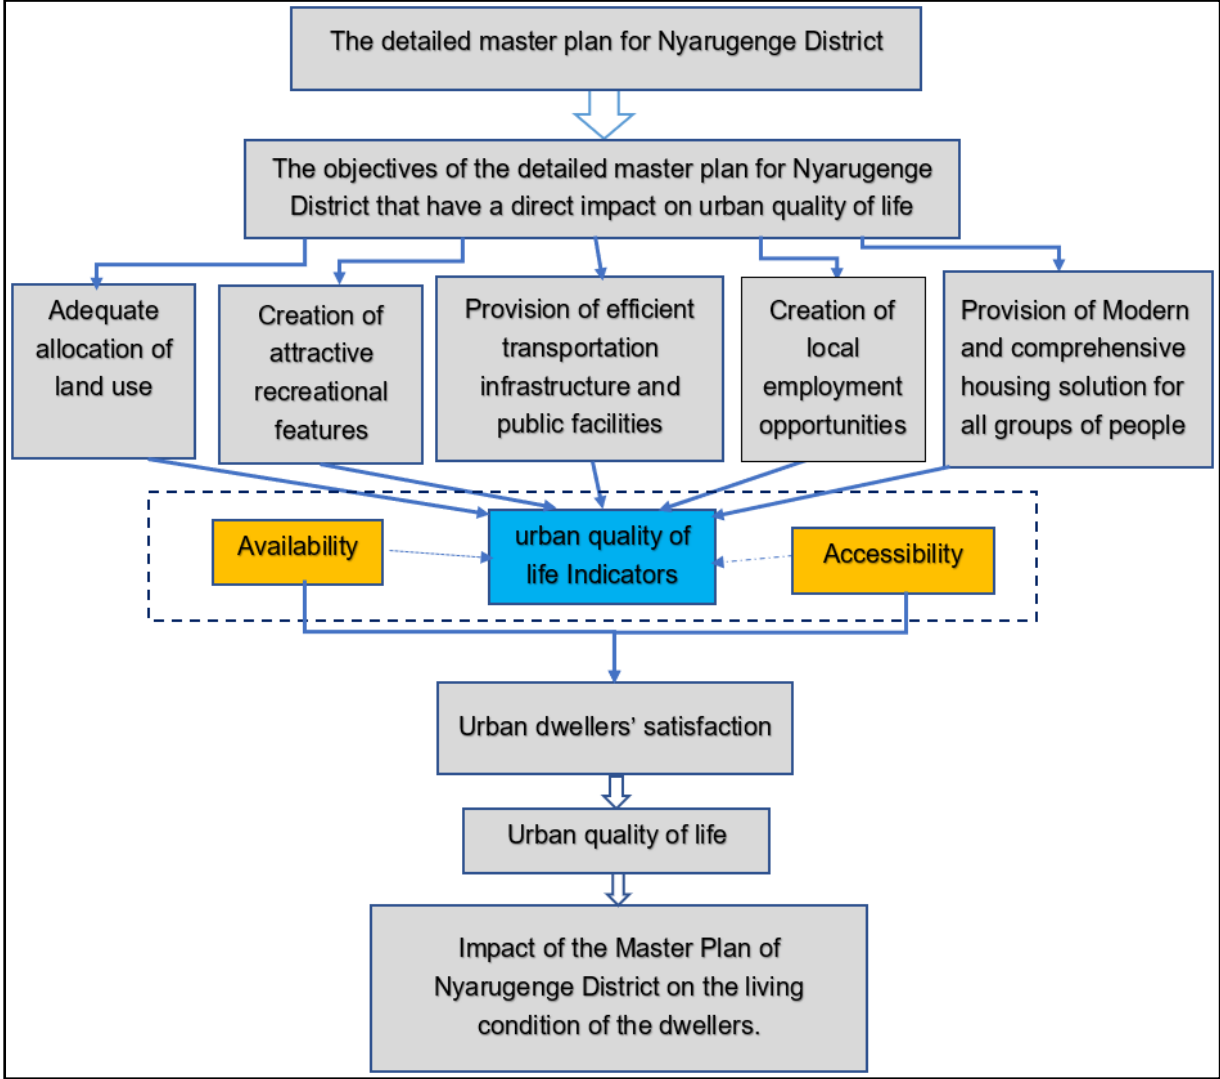 The detailed master plan for Nyarugenge District
The objectives of the detailed master plan for Nyarugenge
District that have a direct impact on urban quality of life
Adequate
allocation of
land use
Creation of
attractive
recreational
features
Provision of efficient
transportation
infrastructure and
public facilities
Creation of
local
employment
opportunities
Provision of Modern
and comprehensive
housing solution for
all groups of people
Availability
urban quality of
life Indicators
Accessibility
Urban dwellers’ satisfaction
Urban quality of life
Impact of the Master Plan of
Nyarugenge District on the living
condition of the dwellers.